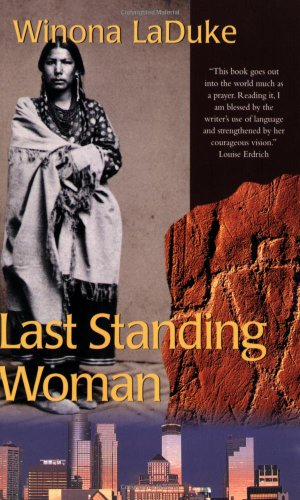 Winona LaDuke
"This book goes out
into the world much as
a prayer. Reading it, I
am blessed by the
writer's use of language
and strengthened by her
courageous vision."
Louise Erdrich
Last Standing
Woman